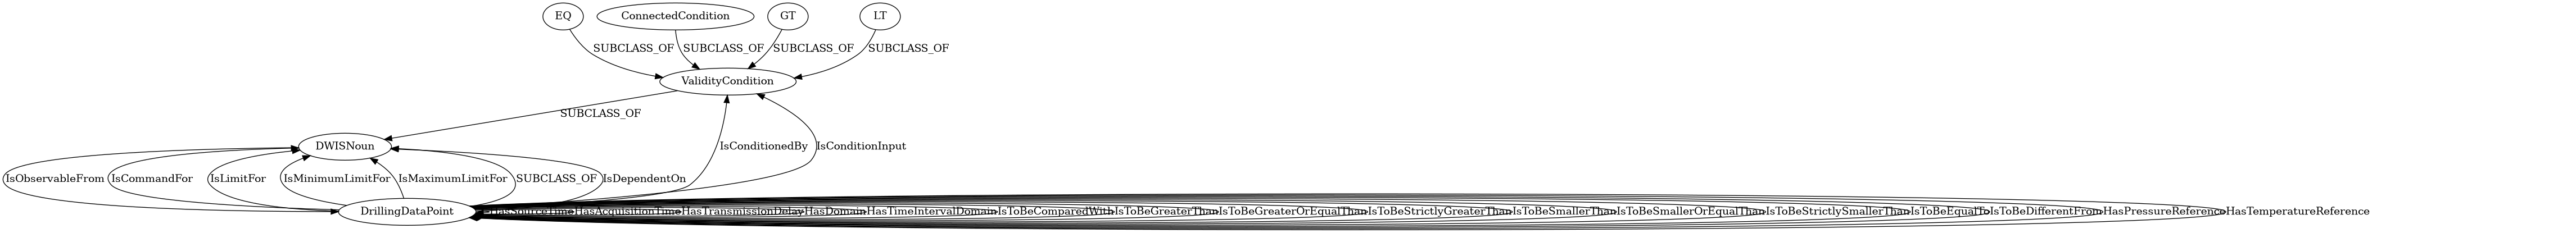 EQ
ConnectedCondition
GT
LT
SUBCLASS_OF
SUBCLASS_OF
SUBCLASS_OF
SUBCLASS_OF
ValidityCondition
SUBCLASS_OF
DWISNoun
IsConditionedBy
IsConditionInput
IsObservableFrom
IsCommandFor
IsLimitFor
IsMinimumLimitFor
IsMaximumLimitFor
SUBCLASS_OF
IsDependentOn
DrillingDataPoint
HasSourceTime
HasAcquisitionTime
HasTransmissionDelay
HasDomain
HasTimeIntervalDomain
IsToBeComparedWith
IsToBeGreaterThan
IsToBeGreaterOrEqualThan
IsToBeStrictlyGreaterThan
IsToBeSmallerThan
IsToBeSmallerOrEqualThan
IsToBeStrictlySmallerThan
IsToBeEqualTo
IsToBeDifferentFrom
HasPressureReference
HasTemperatureReference